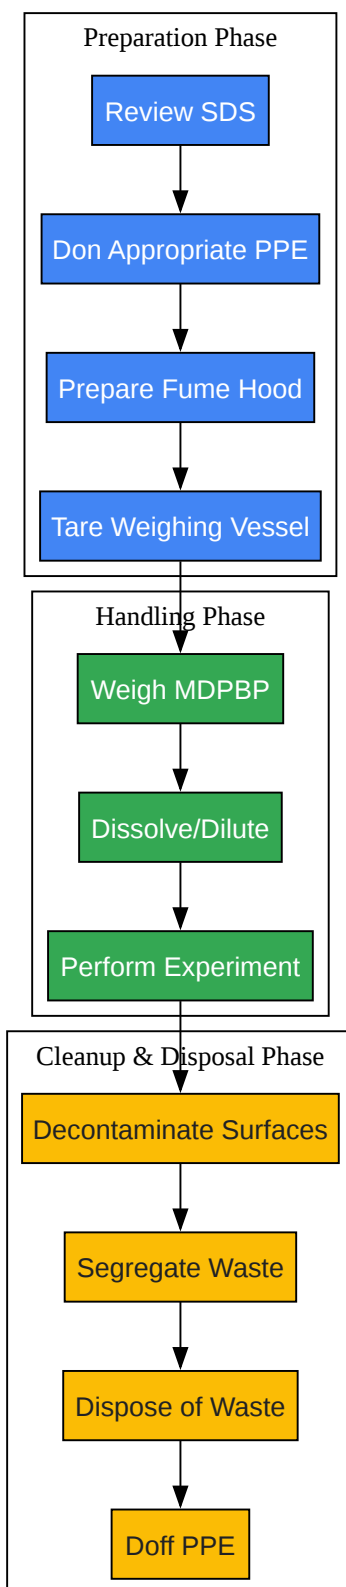 Preparation Phase
Review SDS
Don Appropriate PPE
Prepare Fume Hood
Tare Weighing Vessel
Handling Phase
Weigh MDPBP
Dissolve/Dilute
Perform Experiment
Cleanup & Disposal Phase
Decontaminate Surfaces
Segregate Waste
Dispose of Waste
Doff PPE